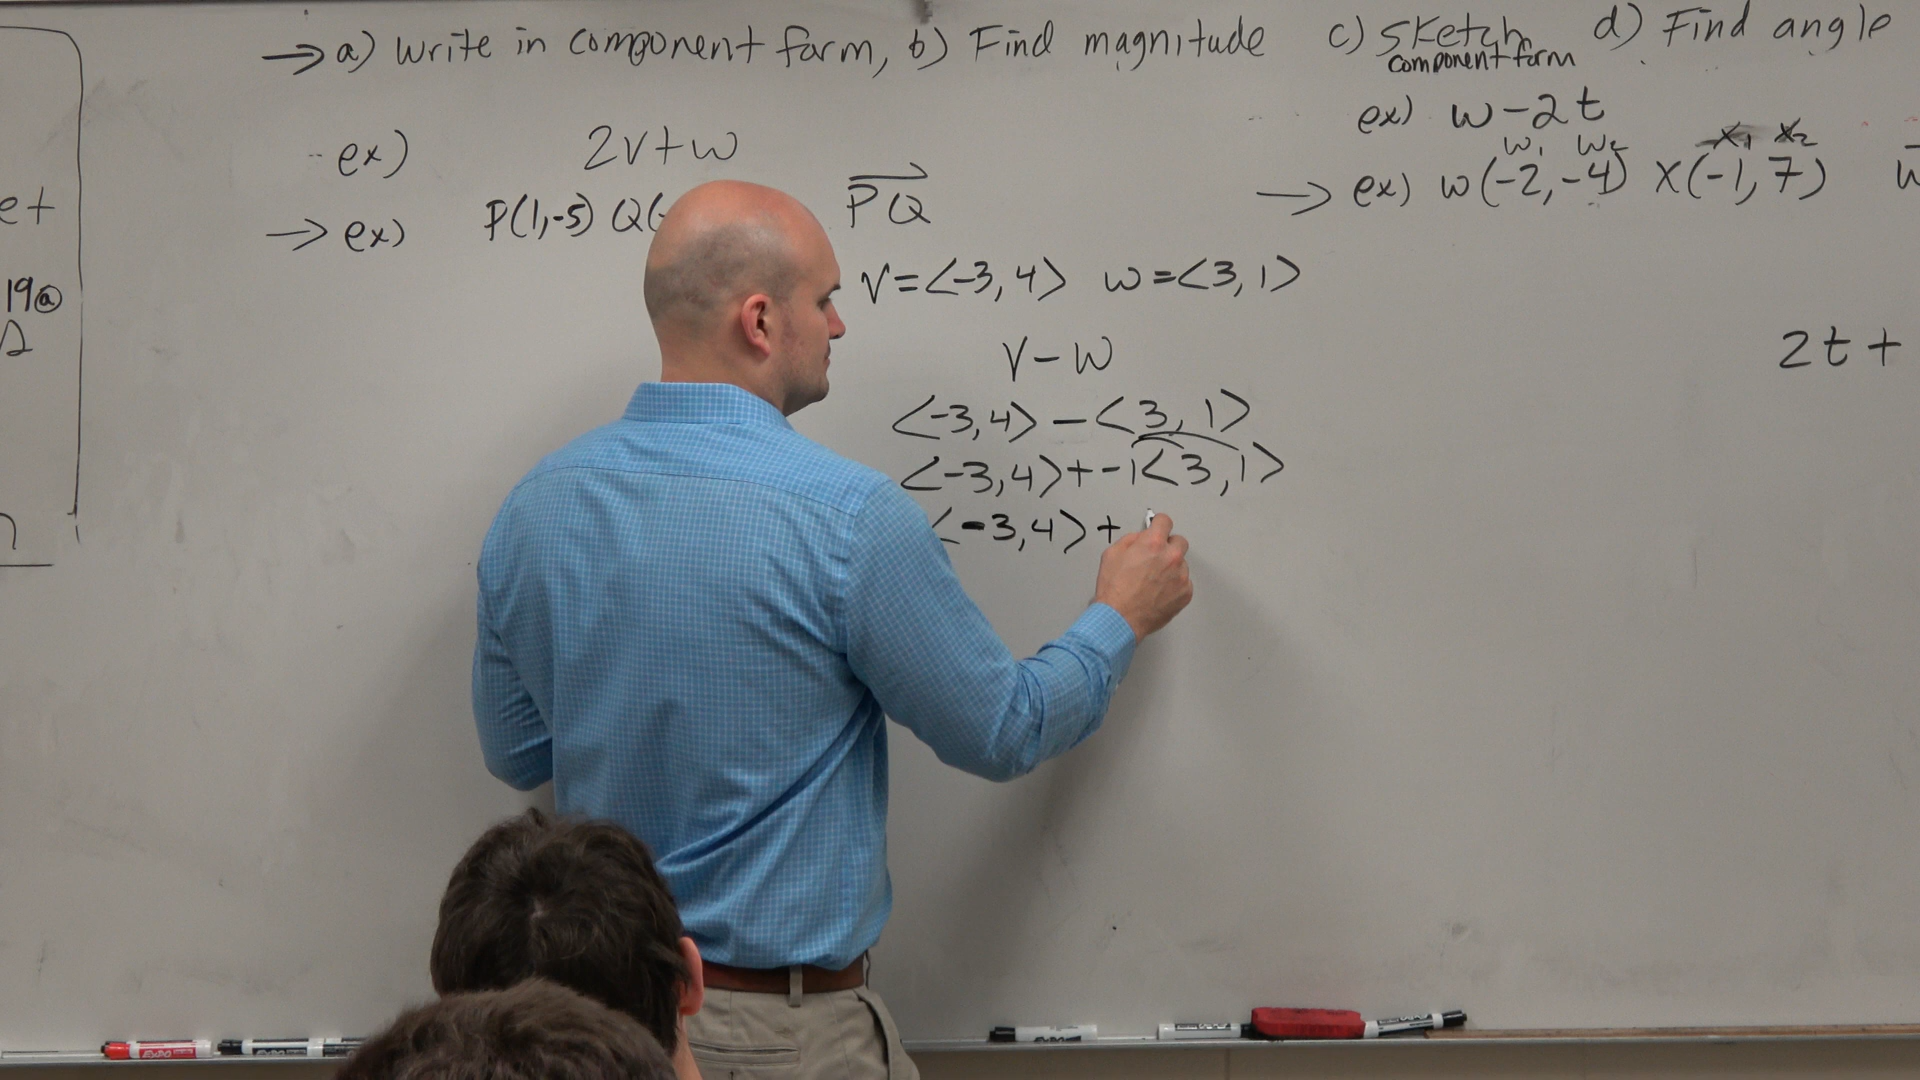 → a) write in component form, b) Find magnitude c) sketch d) Find angle
component form
ex) w-2t
ex) 2v+w
w₁ w₂ x₁ x₂
→ ex) P(1,-5) Q(- PQ
→ ex) w(-2,-4) x(-1,7) w
et
v=<-3,4> w=<3,1>
19a
v-w
2t+
<-3,4> - <3,1>
<-3,4>+-1<3,1>
<-3,4>+
EXPO